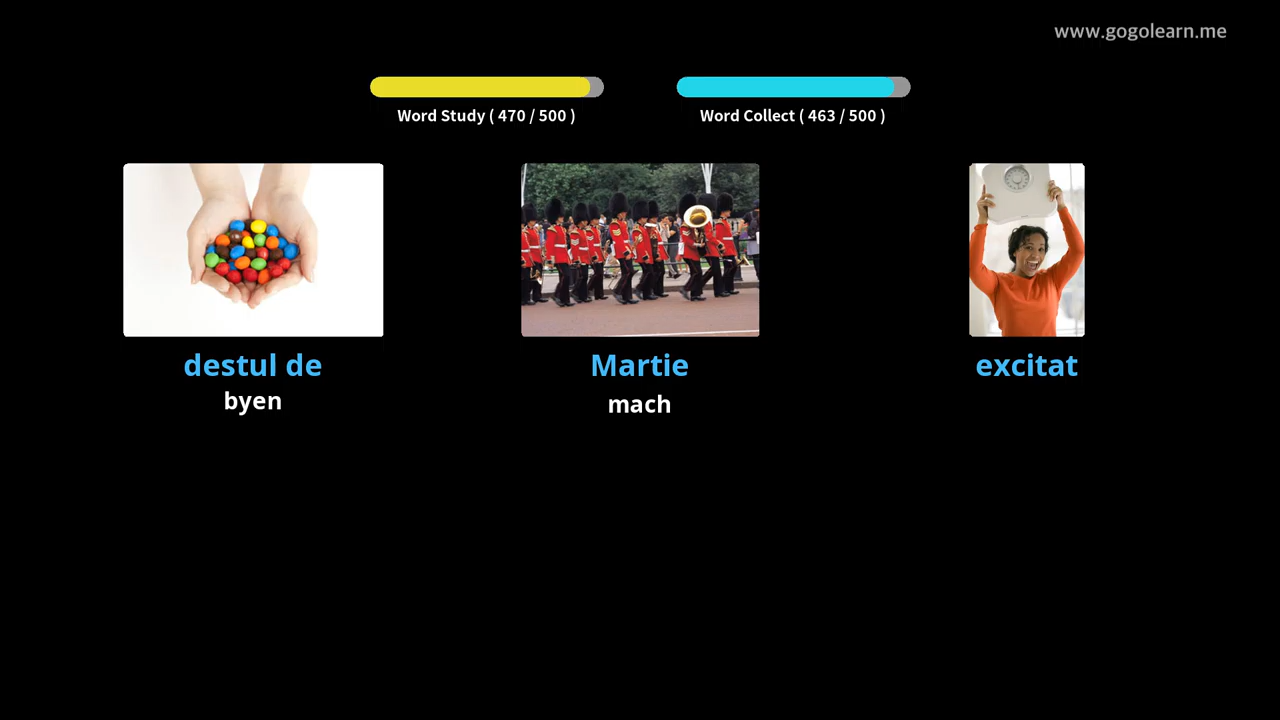 www.gogolearn.me
Word Study ( 470 / 500 )
Word Collect ( 463 / 500 )
destul de
byen
Martie
mach
excitat